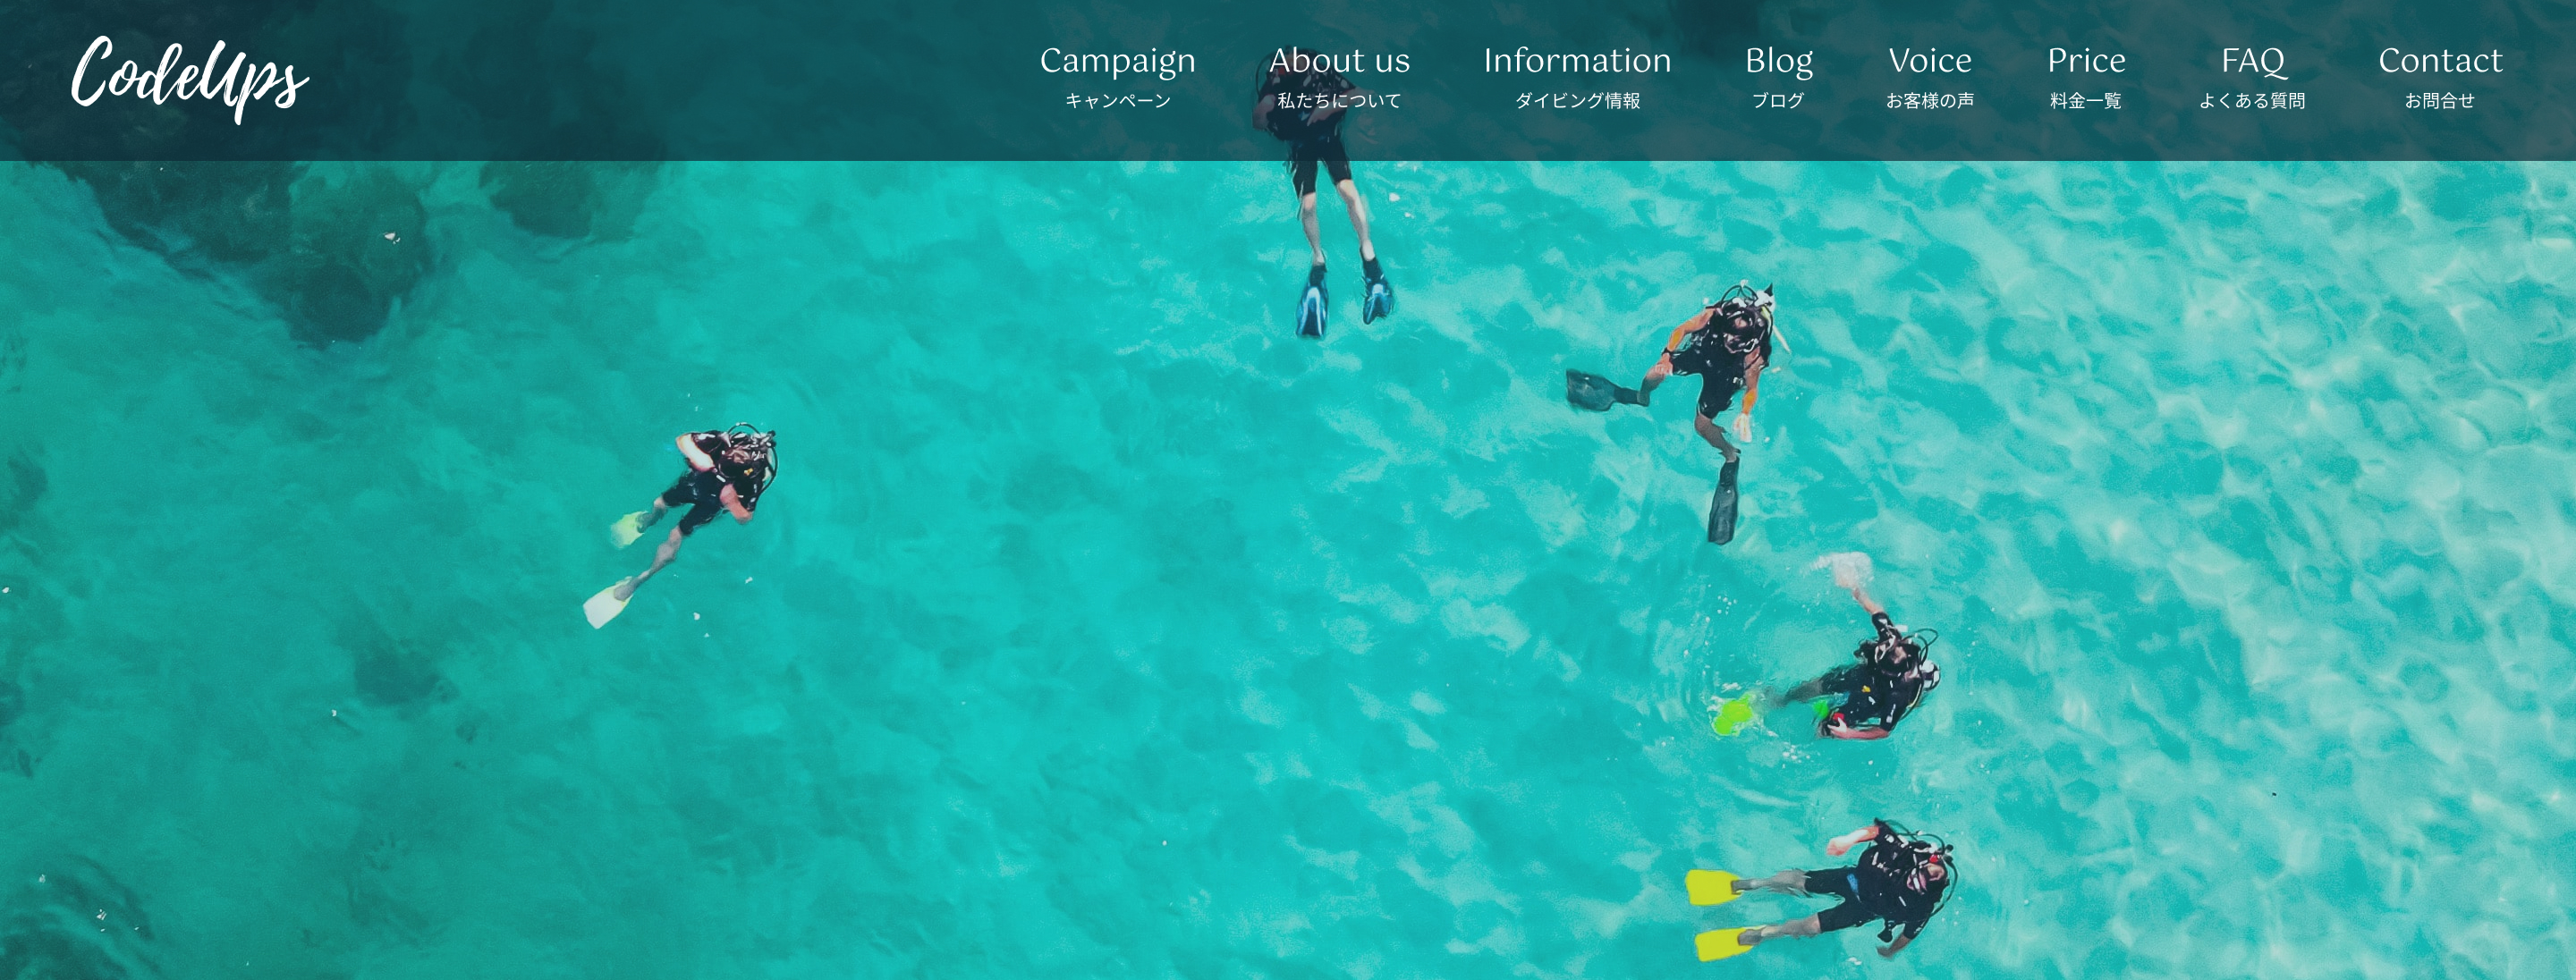 CodeUps
Campaign
キャンペーン
About us
私たちについて
Information
ダイビング情報
Blog
ブログ
Voice
お客様の声
Price
料金一覧
FAQ
よくある質問
Contact
お問合せ